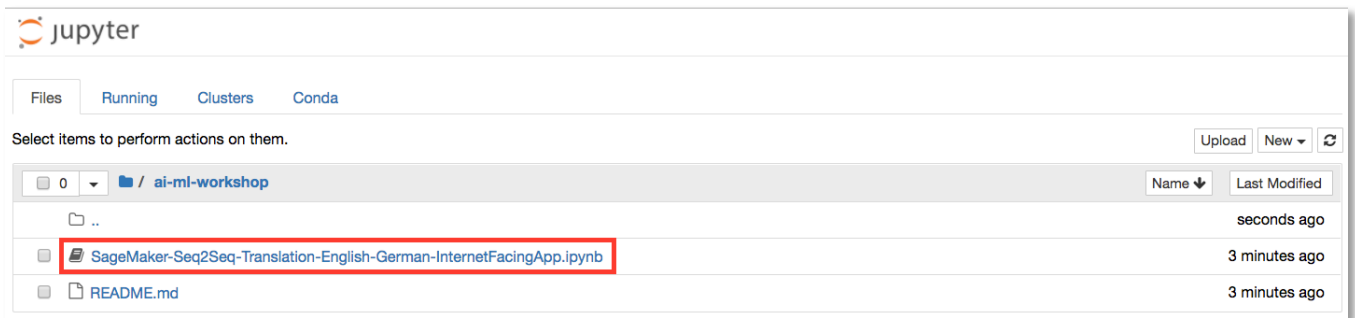 jupyter
Files Running Clusters Conda
Select items to perform actions on them.
Upload New
0 / ai-ml-workshop Name Last Modified
.. seconds ago
SageMaker-Seq2Seq-Translation-English-German-InternetFacingApp.ipynb 3 minutes ago
README.md 3 minutes ago